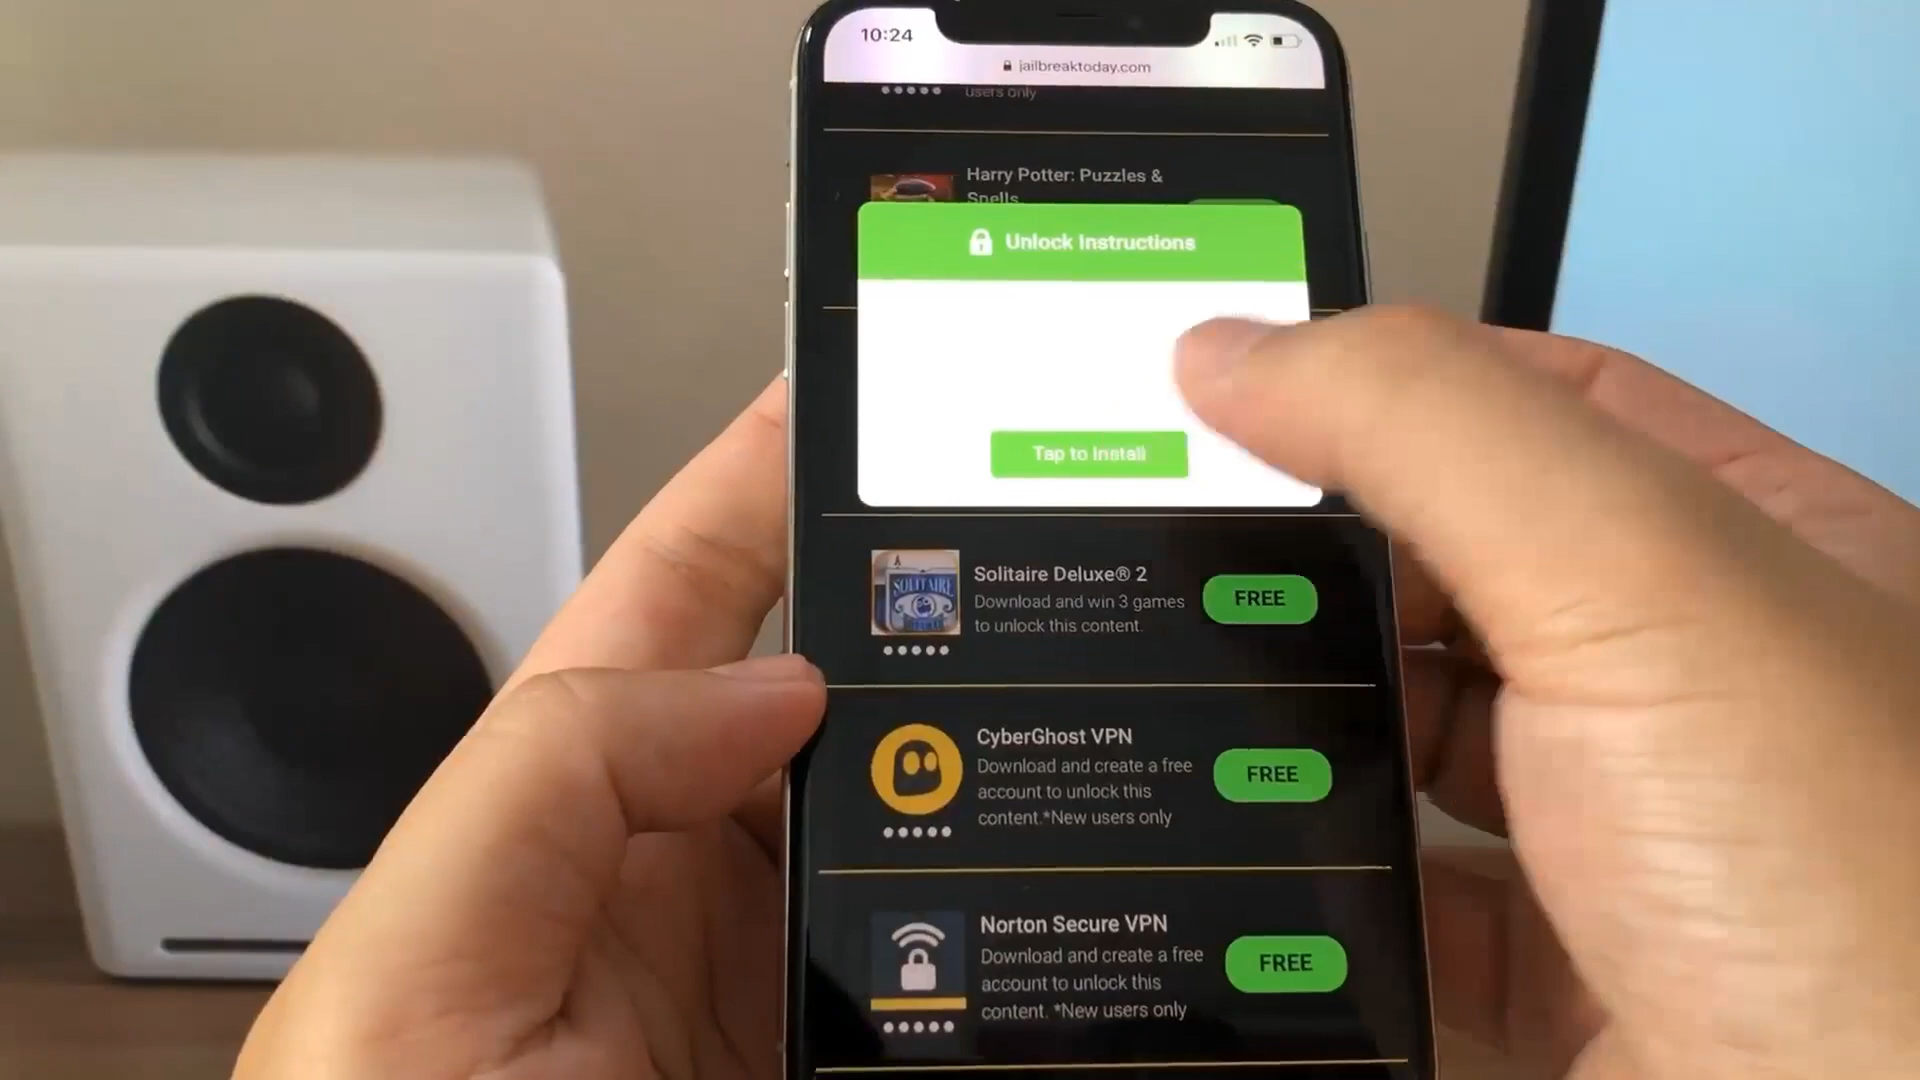 10:24
jailbreaktoday.com
users only
Harry Potter: Puzzles &
Spells
Unlock Instructions
Tap to Install
Solitaire Deluxe® 2
Download and win 3 games
to unlock this content.
FREE
SOLITAIRE
CyberGhost VPN
Download and create a free
account to unlock this
content.*New users only
FREE
Norton Secure VPN
Download and create a free
account to unlock this
content. *New users only
FREE